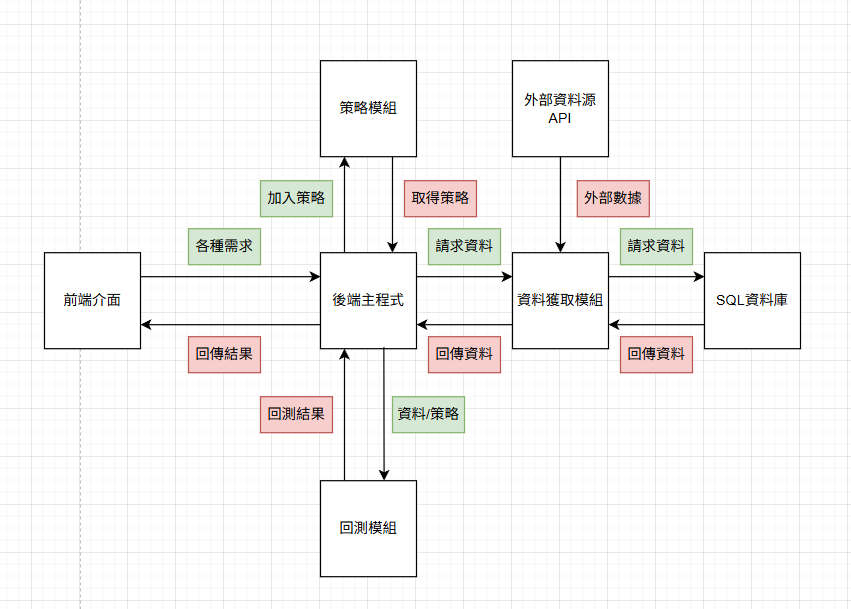 策略模組
外部資料源
API
加入策略
取得策略
外部數據
各種需求
請求資料
請求資料
前端介面
後端主程式
資料獲取模組
SQL資料庫
回傳結果
回傳資料
回傳資料
回測結果
資料/策略
回測模組